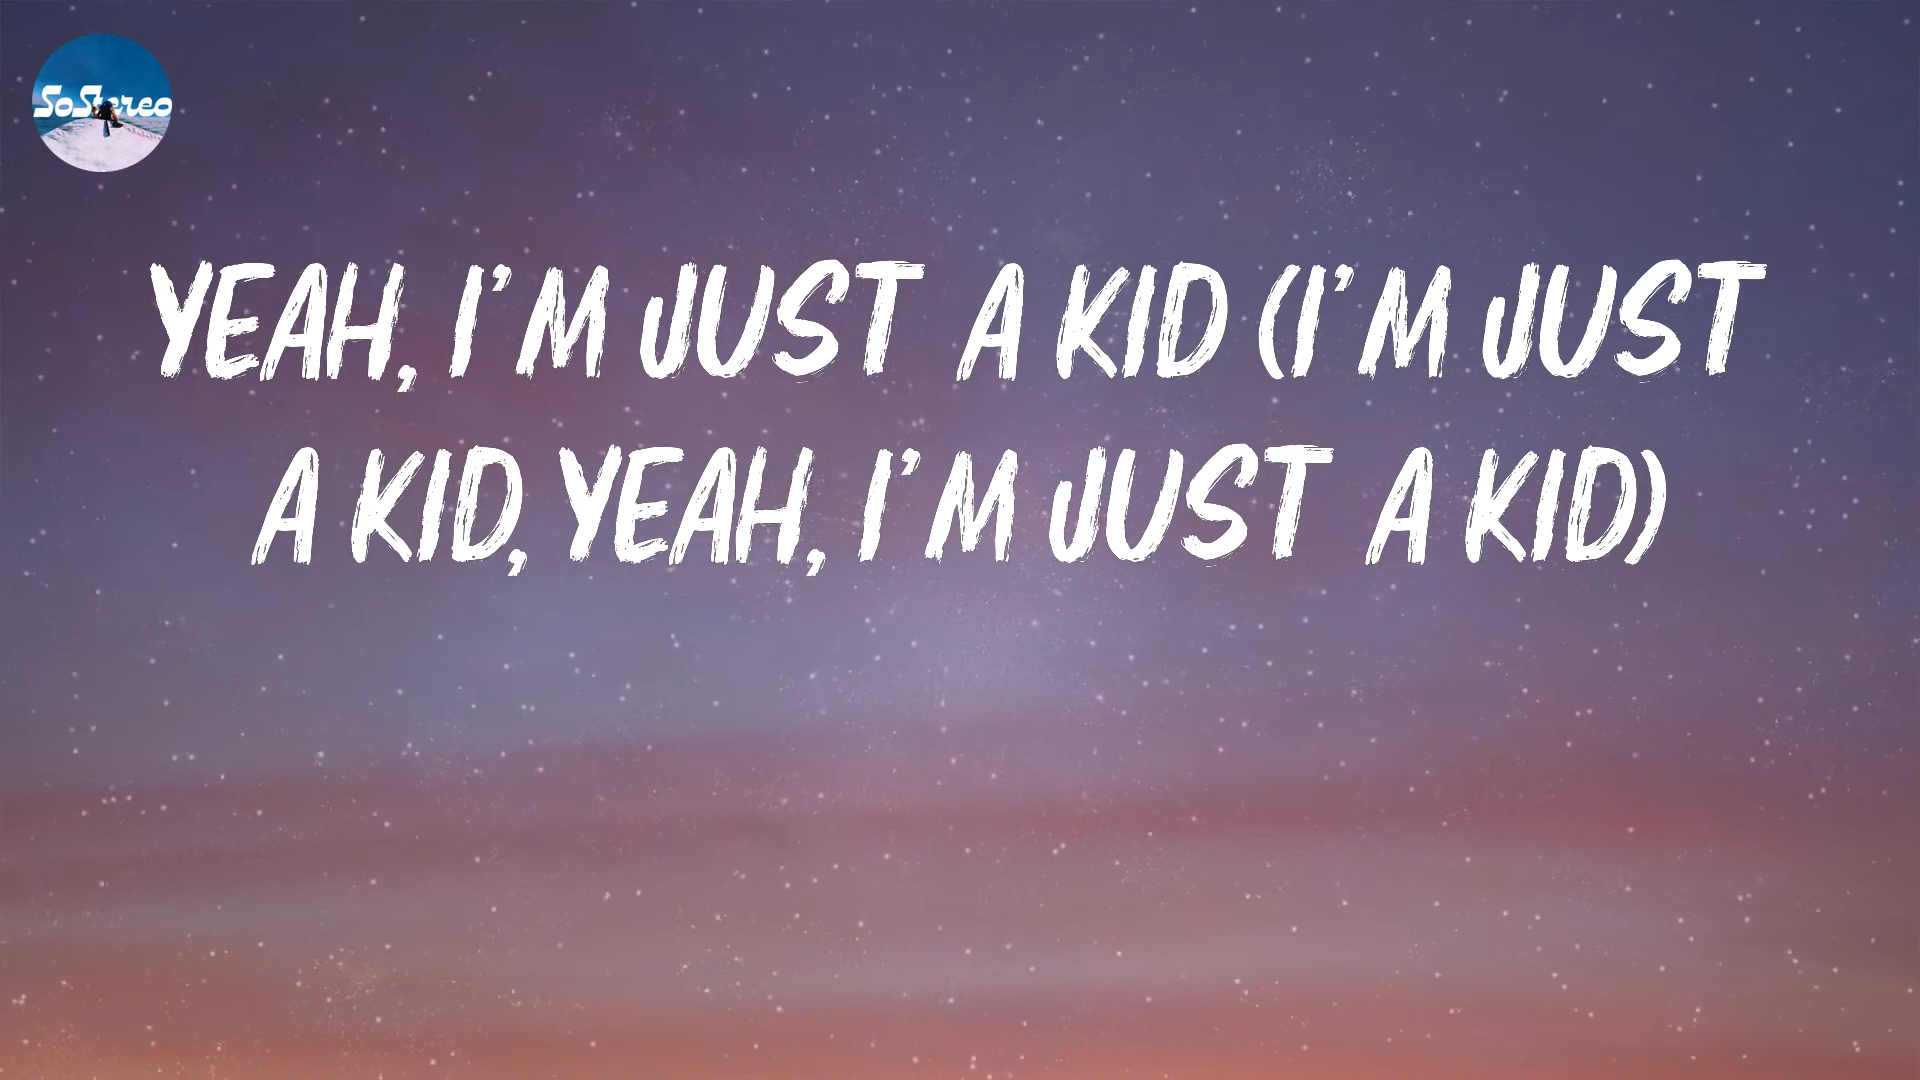 SoStereo
YEAH, I'M JUST A KID (I'M JUST
A KID, YEAH, I'M JUST A KID)